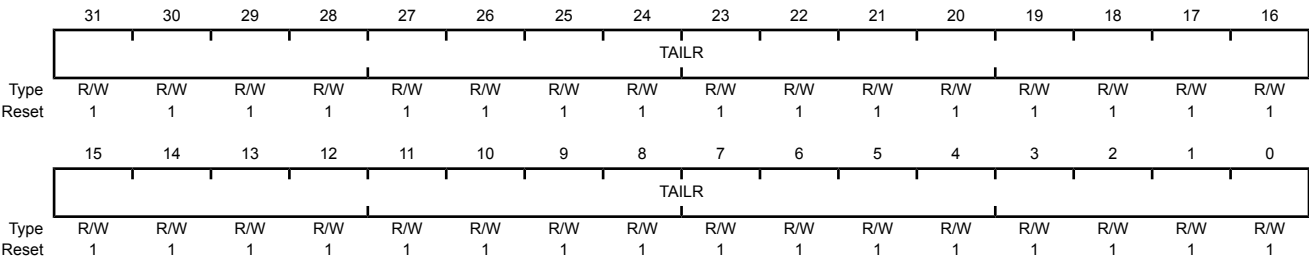 31 30 29 28 27 26 25 24 23 22 21 20 19 18 17 16
TAILR
Type R/W R/W R/W R/W R/W R/W R/W R/W R/W R/W R/W R/W R/W R/W R/W R/W
Reset 1 1 1 1 1 1 1 1 1 1 1 1 1 1 1 1
15 14 13 12 11 10 9 8 7 6 5 4 3 2 1 0
TAILR
Type R/W R/W R/W R/W R/W R/W R/W R/W R/W R/W R/W R/W R/W R/W R/W R/W
Reset 1 1 1 1 1 1 1 1 1 1 1 1 1 1 1 1